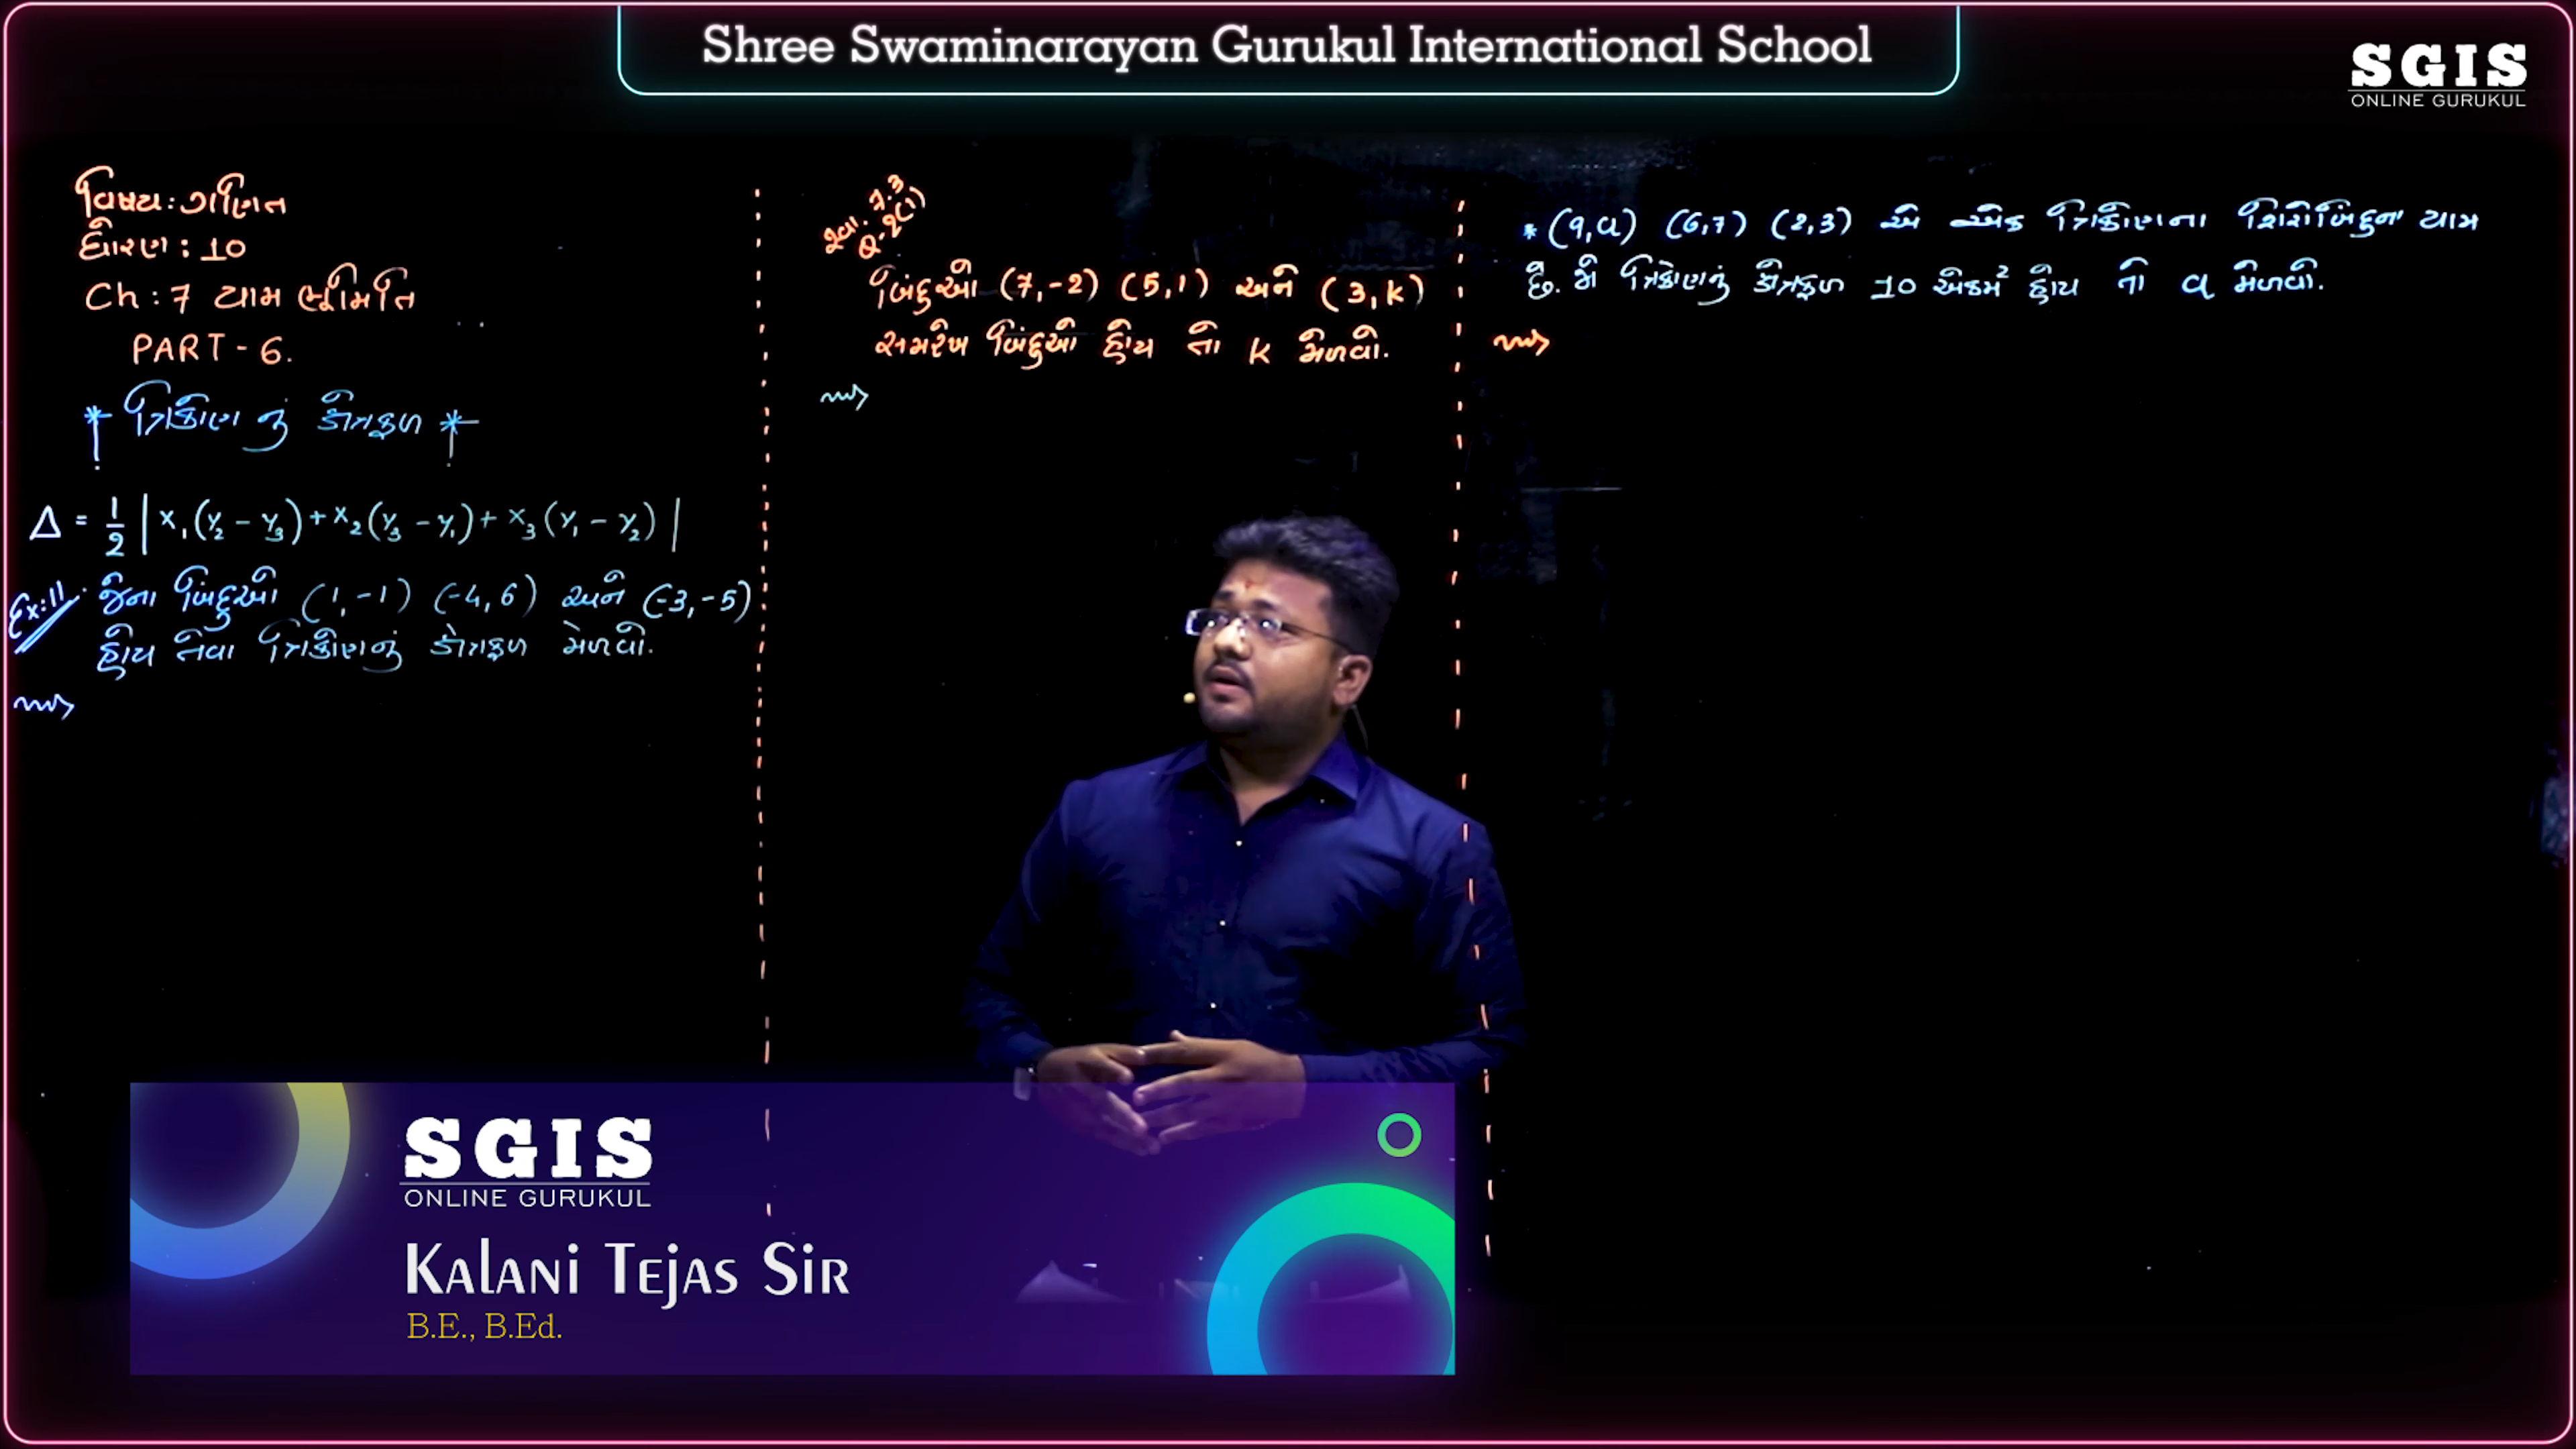 Shree Swaminarayan Gurukul International School
SGIS
ONLINE GURUKUL
વિષય: ગણિત
ધોરણ: 10
Ch: 7 યામ ભૂમિતિ
PART-6.
* ત્રિકોણ નું ક્ષેત્રફળ *
Δ = 1/2 | x₁(y₂ - y₃) + x₂(y₃ - y₁) + x₃(y₁ - y₂) |
Ex:11 જેના બિંદુઓ (1,-1) (-4,6) અને (-3,-5)
હોય તેવા ત્રિકોણનું ક્ષેત્રફળ મેળવો.
સ્વા. 7.3
Q-2(1)
બિંદુઓ (7,-2) (5,1) અને (3,k)
સમરેખ બિંદુઓ હોય તો k મેળવો.
* (9,a) (6,7) (2,3) એ એક ત્રિકોણના શિરોબિંદુના યામ
છે. જો ત્રિકોણનું ક્ષેત્રફળ 10 એકમ² હોય તો a મેળવો.
SGIS
ONLINE GURUKUL
Kalani Tejas Sir
B.E., B.Ed.